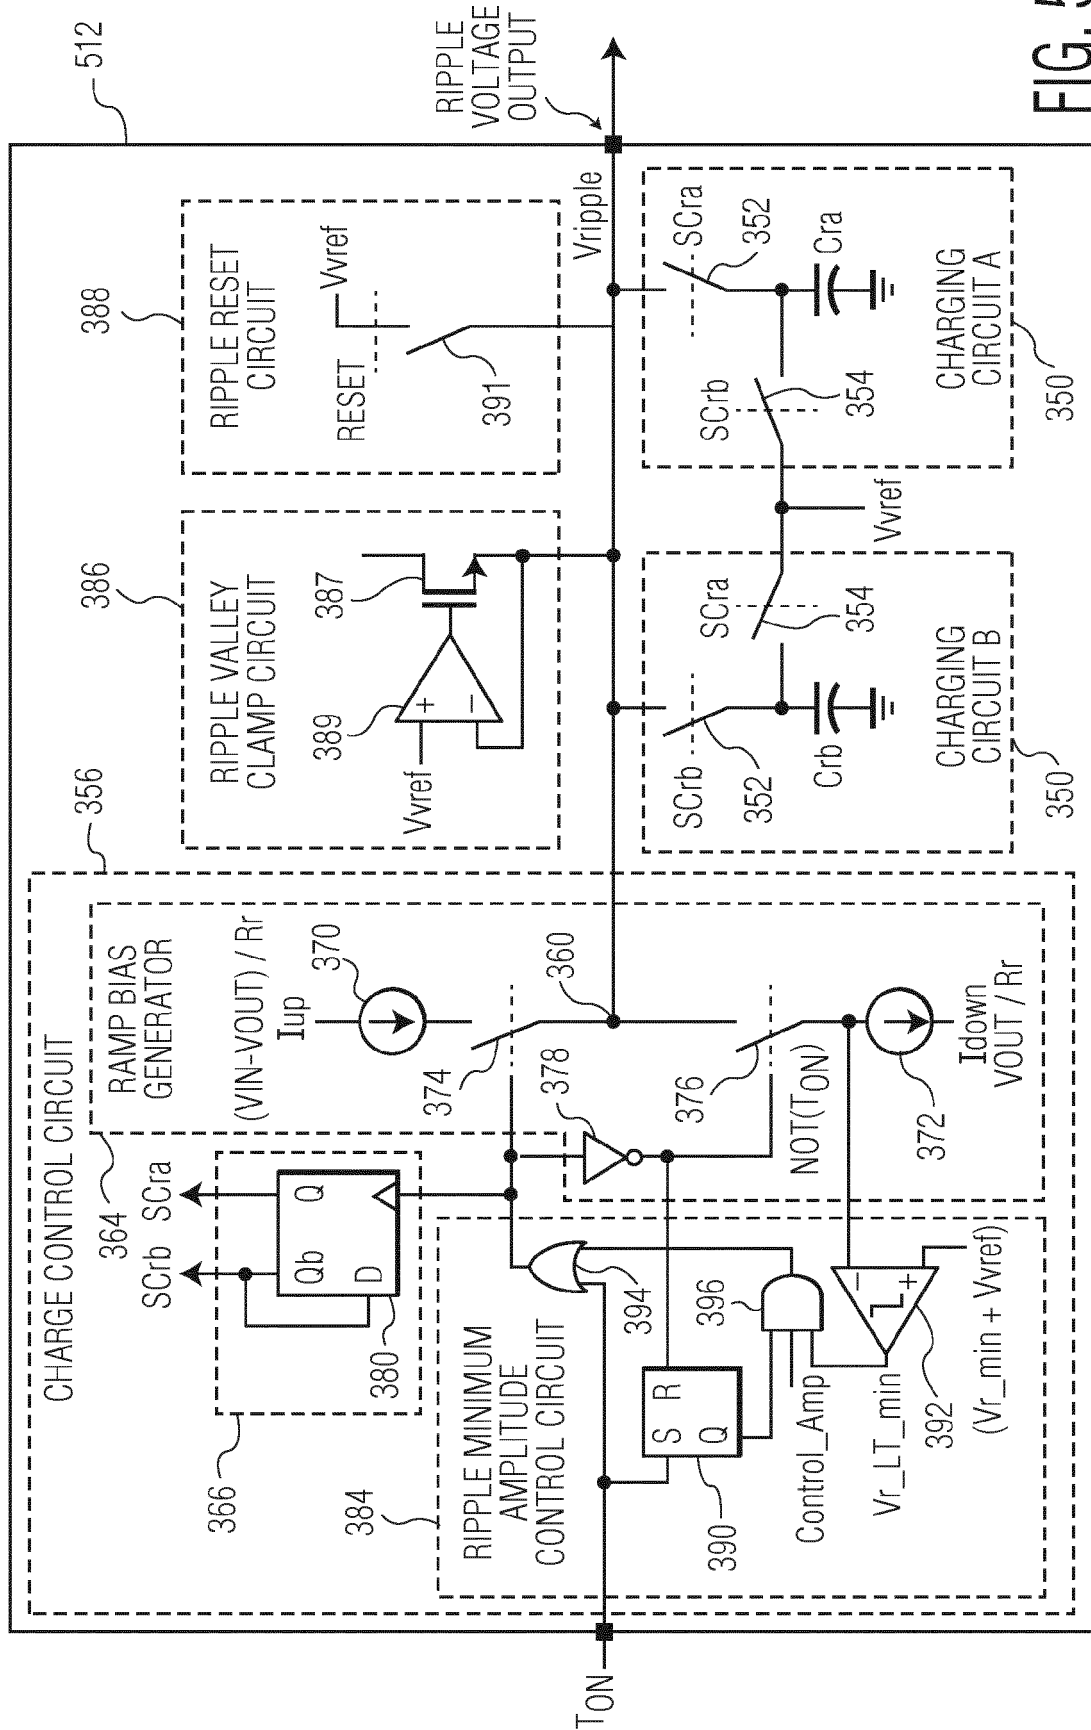 512
CHARGE CONTROL CIRCUIT
356
364
RAMP BIAS
GENERATOR
SCrb
SCra
Qb
Q
D
380
366
(VIN-VOUT) / Rr
Iup
370
374
378
360
376
NOT(TON)
Idown
VOUT / Rr
372
384
RIPPLE MINIMUM
AMPLITUDE
CONTROL CIRCUIT
394
396
S
R
Q
390
Control_Amp
Vr_LT_min
392
−
+
(Vr_min + Vvref)
TON
386
RIPPLE VALLEY
CLAMP CIRCUIT
389
387
+
−
Vvref
388
RIPPLE RESET
CIRCUIT
RESET
Vvref
391
RIPPLE
VOLTAGE
OUTPUT
Vripple
SCrb
352
SCra
354
Crb
CHARGING
CIRCUIT B
350
Vvref
SCrb
354
SCra
352
Cra
CHARGING
CIRCUIT A
350
FIG.